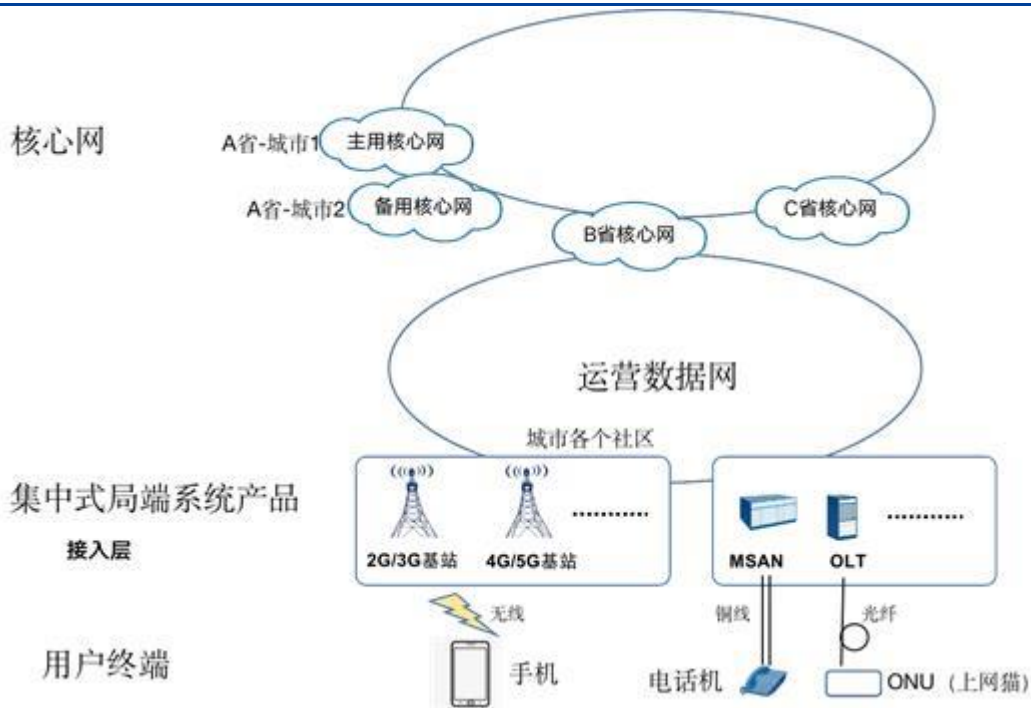 核心网
A省-城市1
主用核心网
A省-城市2
备用核心网
B省核心网
C省核心网
运营数据网
城市各个社区
集中式局端系统产品
接入层
2G/3G基站
4G/5G基站
············
MSAN
OLT
············
无线
铜线
光纤
用户终端
手机
电话机
ONU（上网猫）